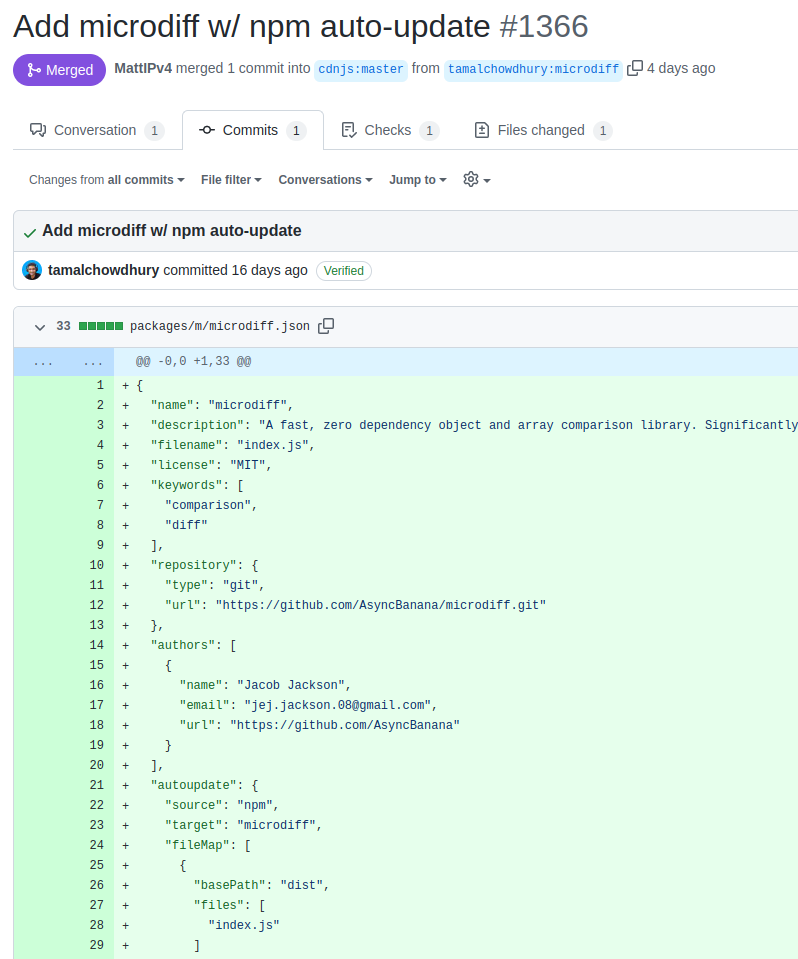 Add microdiff w/ npm auto-update #1366
Merged MattIPv4 merged 1 commit into cdnjs:master from tamalchowdhury:microdiff 4 days ago
Conversation 1 Commits 1 Checks 1 Files changed 1
Changes from all commits File filter Conversations Jump to
Add microdiff w/ npm auto-update
tamalchowdhury committed 16 days ago Verified
33 packages/m/microdiff.json
... ... @@ -0,0 +1,33 @@
1 + {
2 +   "name": "microdiff",
3 +   "description": "A fast, zero dependency object and array comparison library. Significantly
4 +   "filename": "index.js",
5 +   "license": "MIT",
6 +   "keywords": [
7 +     "comparison",
8 +     "diff"
9 +   ],
10 +   "repository": {
11 +     "type": "git",
12 +     "url": "https://github.com/AsyncBanana/microdiff.git"
13 +   },
14 +   "authors": [
15 +     {
16 +       "name": "Jacob Jackson",
17 +       "email": "jej.jackson.08@gmail.com",
18 +       "url": "https://github.com/AsyncBanana"
19 +     }
20 +   ],
21 +   "autoupdate": {
22 +     "source": "npm",
23 +     "target": "microdiff",
24 +     "fileMap": [
25 +       {
26 +         "basePath": "dist",
27 +         "files": [
28 +           "index.js"
29 +         ]